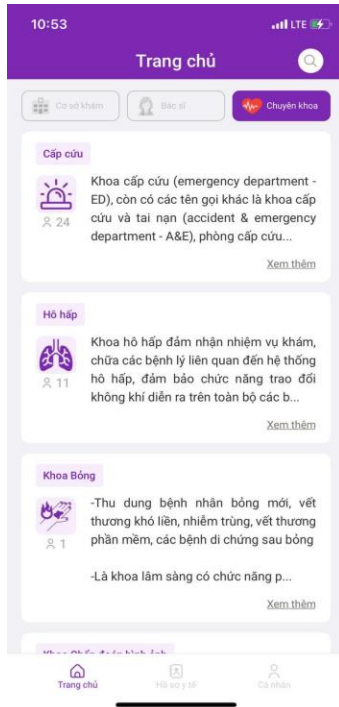 10:53
LTE
Trang chủ
Cơ sở khám
Bác sĩ
Chuyên khoa
Cấp cứu
Khoa cấp cứu (emergency department -
ED), còn có các tên gọi khác là khoa cấp
cứu và tai nạn (accident & emergency
24
department - A&E), phòng cấp cứu...
Xem thêm
Hô hấp
Khoa hô hấp đảm nhận nhiệm vụ khám,
chữa các bệnh lý liên quan đến hệ thống
hô hấp, đảm bảo chức năng trao đổi
11
không khí diễn ra trên toàn bộ các b...
Xem thêm
Khoa Bỏng
-Thu dung bệnh nhân bỏng mới, vết
thương khó liền, nhiễm trùng, vết thương
phần mềm, các bệnh di chứng sau bỏng
1
-Là khoa lâm sàng có chức năng p...
Xem thêm
Khoa Chẩn đoán hình ảnh
Trang chủ
Hồ sơ y tế
Cá nhân